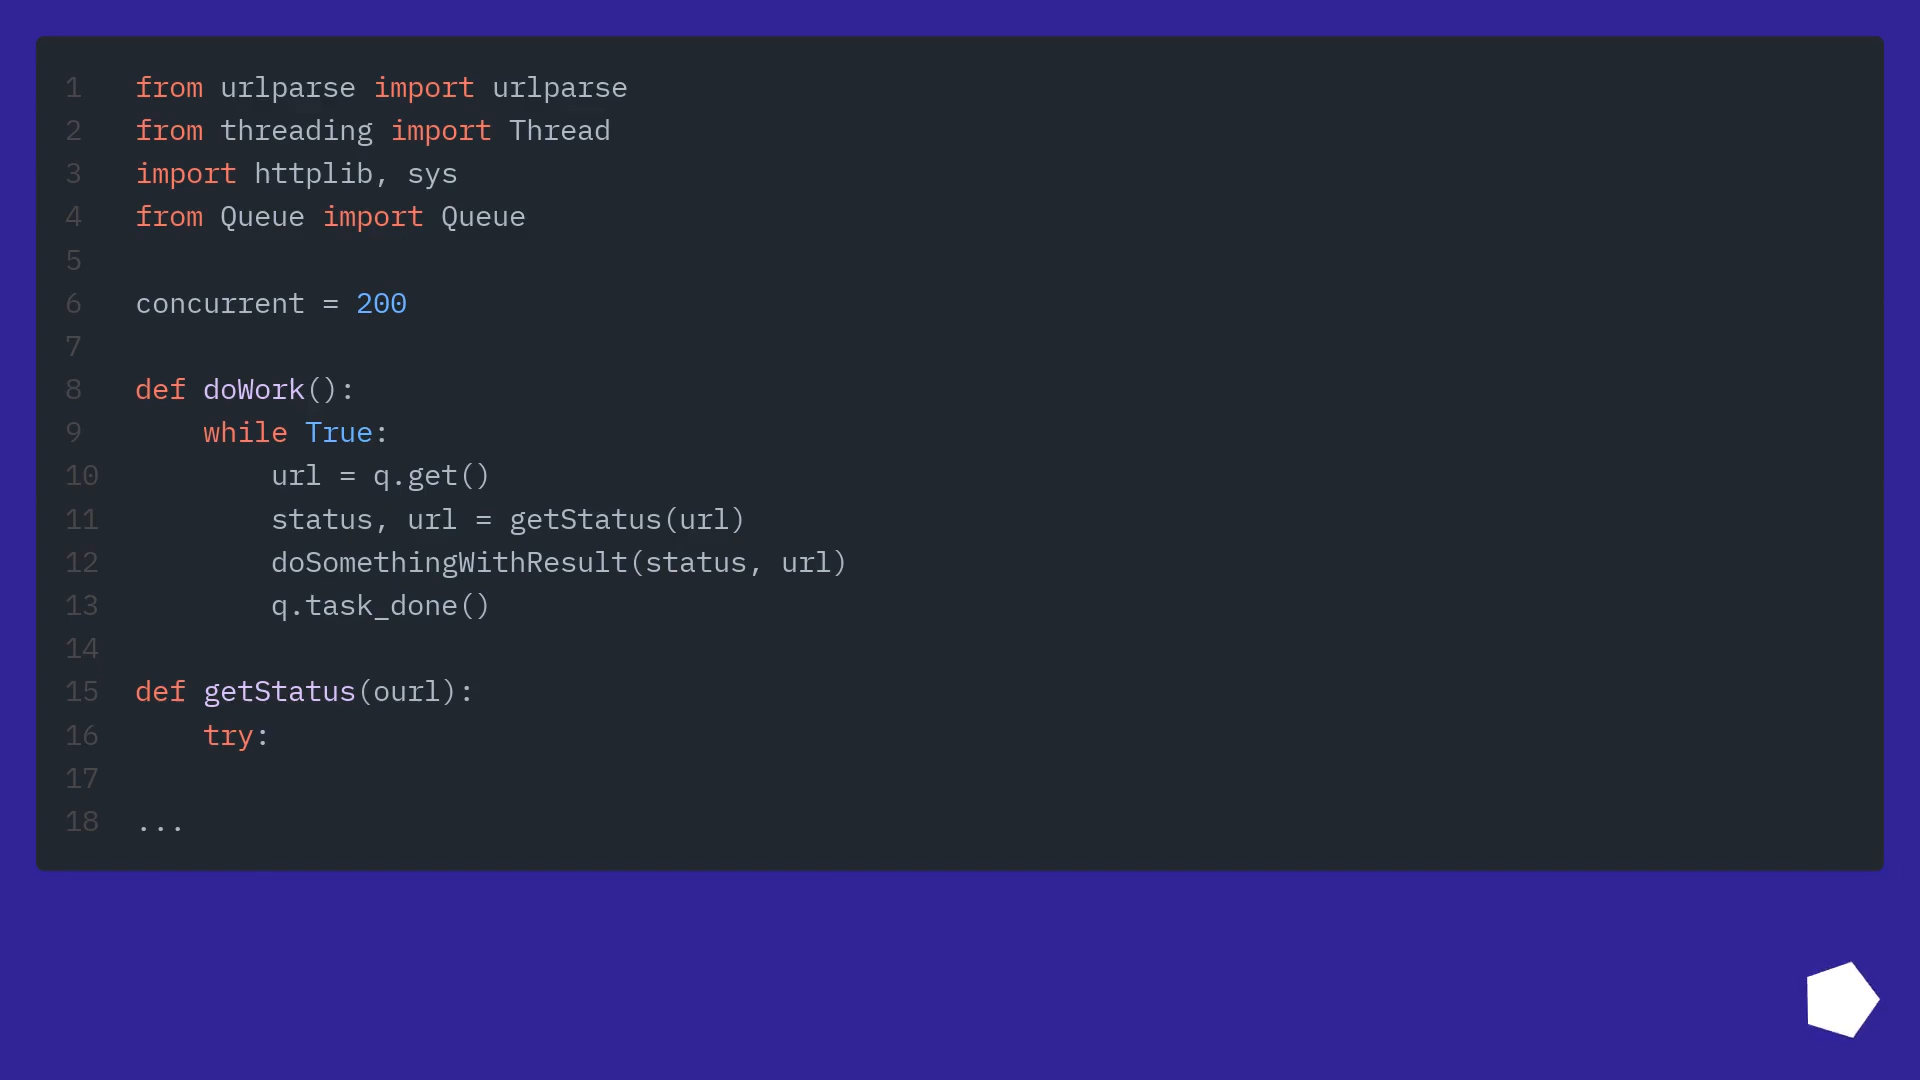 1 from urlparse import urlparse
2 from threading import Thread
3 import httplib, sys
4 from Queue import Queue
5
6 concurrent = 200
7
8 def doWork():
9     while True:
10         url = q.get()
11         status, url = getStatus(url)
12         doSomethingWithResult(status, url)
13         q.task_done()
14
15 def getStatus(ourl):
16     try:
17
18 ...